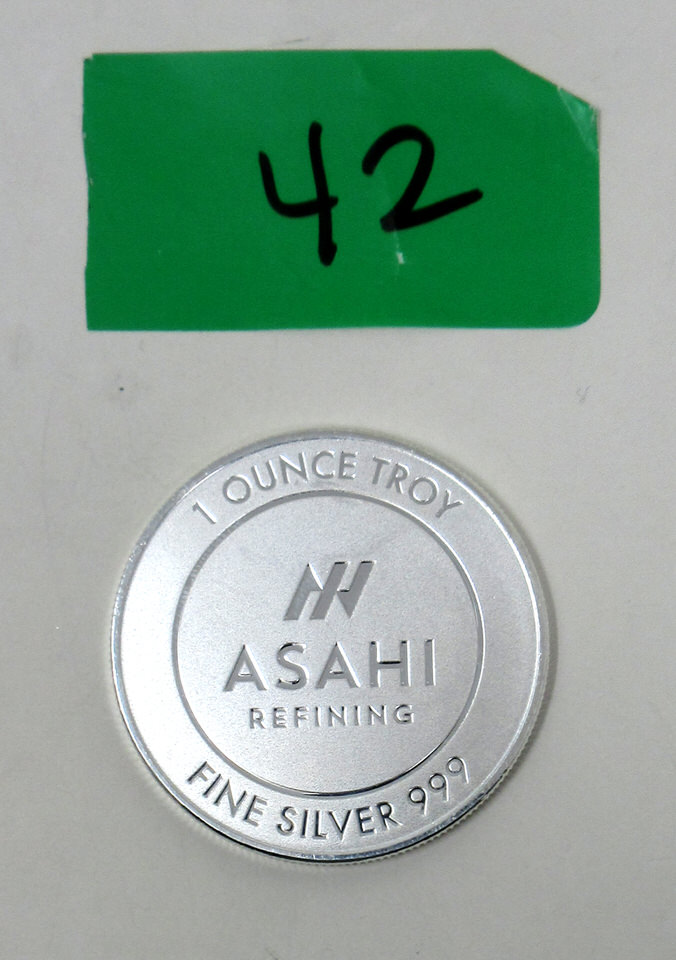 42
1 OUNCE TROY
ASAHI
REFINING
FINE SILVER 999